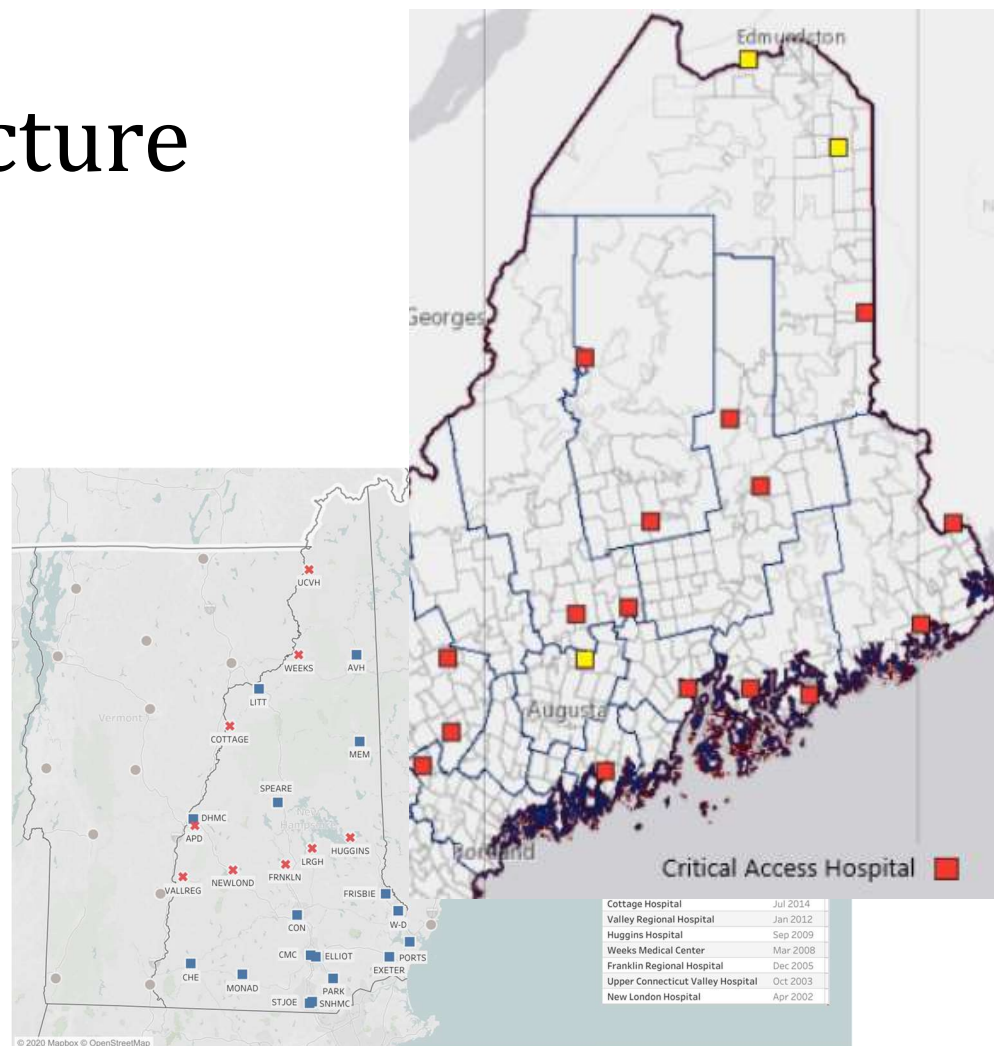 cture
Edmundston
Georges
Augusta
Portland
Critical Access Hospital
UCVH
WEEKS
AVH
LITT
Vermont
COTTAGE
MEM
SPEARE
DHMC
APD
HUGGINS
LRGH
FRNKLN
NEWLOND
VALLREG
FRISBIE
CON
W-D
CMC
ELLIOT
PORTS
EXETER
CHE
MONAD
PARK
STJOE
SNHMC
Cottage Hospital Jul 2014
Valley Regional Hospital Jan 2012
Huggins Hospital Sep 2009
Weeks Medical Center Mar 2008
Franklin Regional Hospital Dec 2005
Upper Connecticut Valley Hospital Oct 2003
New London Hospital Apr 2002
© 2020 Mapbox © OpenStreetMap